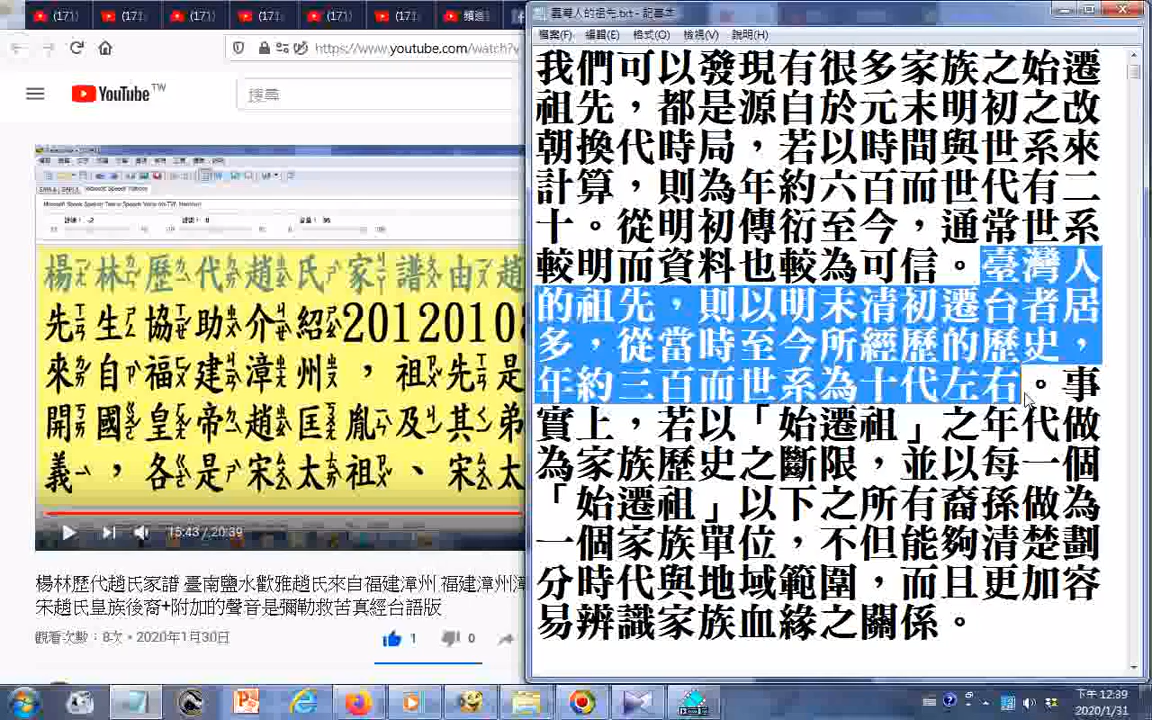 (171
(171
(171
(171
(171
https://www.youtube.com/watch?v
YouTube TW
搜尋
楊林歷代趙氏家譜由趙
先生協助介紹2012010
來自福建漳州，祖先是
開國皇帝趙匡胤及其弟
義，各是宋太祖、宋太
15:43 / 20:39
楊林歷代趙氏家譜 臺南鹽水歡雅趙氏來自福建漳州 福建漳州
宋趙氏皇族後裔+附加的聲音是彌勒救苦真經台語版
觀看次數：8次 • 2020年1月30日
1
0
臺灣人的祖先.txt - 記事本
檔案(F) 編輯(E) 格式(O) 檢視(V) 說明(H)
我們可以發現有很多家族之始遷
祖先，都是源自於元末明初之改
朝換代時局，若以時間與世系來
計算，則為年約六百而世代有二
十。從明初傳衍至今，通常世系
較明而資料也較為可信。臺灣人
的祖先，則以明末清初遷台者居
多，從當時至今所經歷的歷史，
年約三百而世系為十代左右。事
實上，若以「始遷祖」之年代做
為家族歷史之斷限，並以每一個
「始遷祖」以下之所有裔孫做為
一個家族單位，不但能夠清楚劃
分時代與地域範圍，而且更加容
易辨識家族血緣之關係。
下午 12:39
2020/1/31